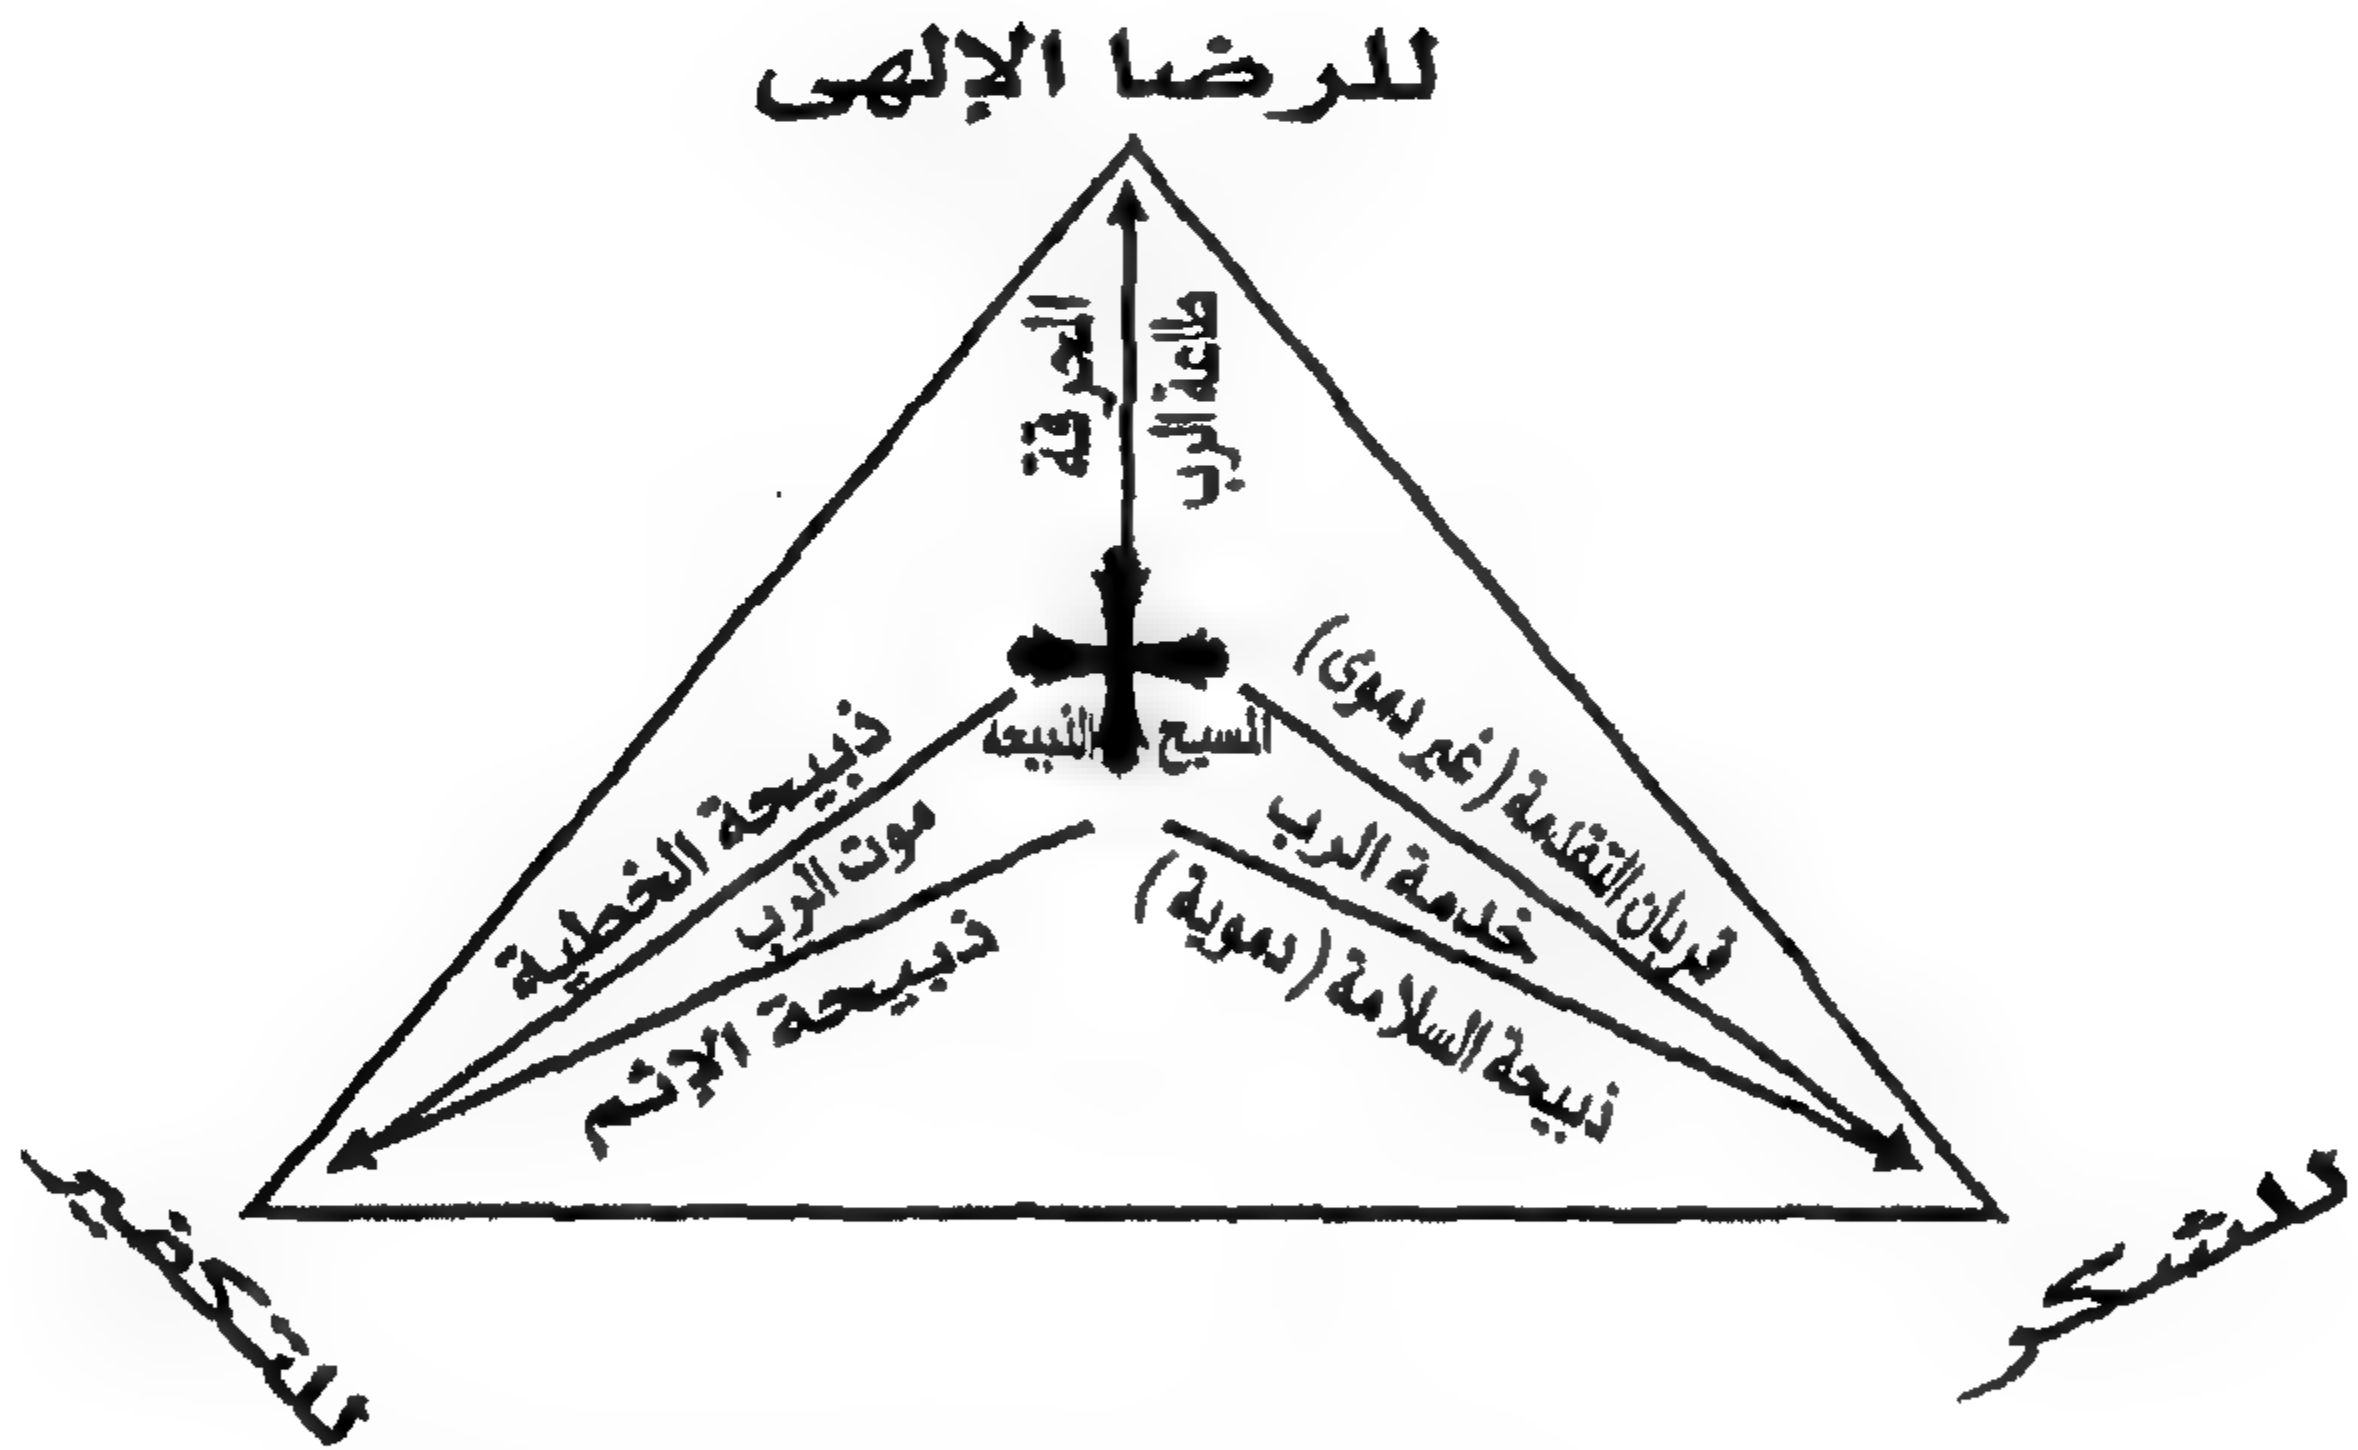 للرضا الإلهى
المحرقة
طاعة الرب
المسيح الذبيحة
ذبيحة الخطية
موت الرب
ذبيحة الإثم
قربان التقدمة (غير دموى)
خدمة الرب
ذبيحة السلامة (دموية)
للتكفير
للشكر